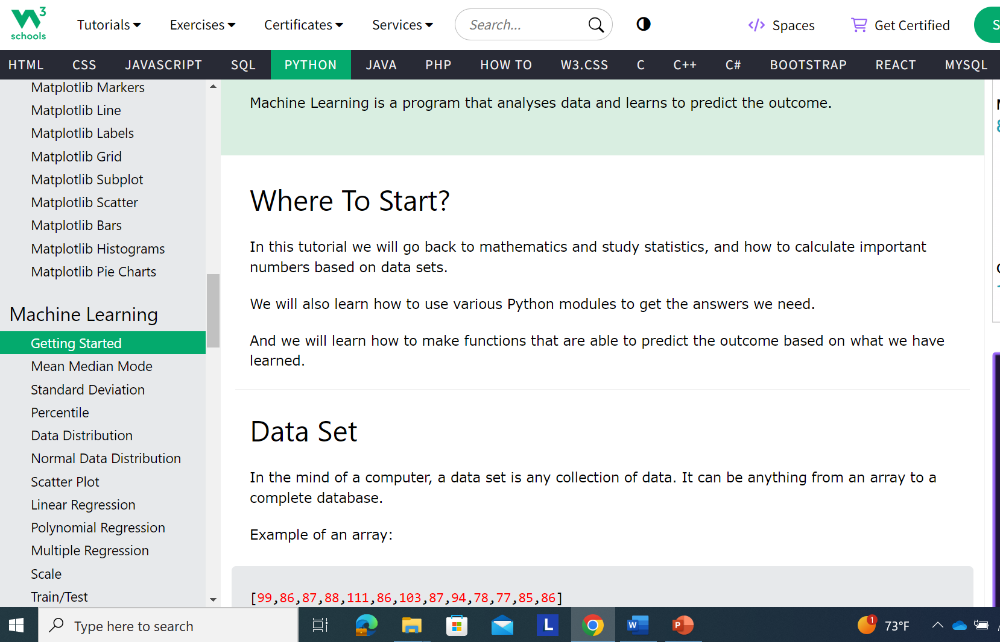 3
schools
Tutorials
Exercises
Certificates
Services
Search...
</> Spaces
Get Certified
S
HTML
CSS
JAVASCRIPT
SQL
PYTHON
JAVA
PHP
HOW TO
W3.CSS
C
C++
C#
BOOTSTRAP
REACT
MYSQL
Matplotlib Markers
Matplotlib Line
Matplotlib Labels
Matplotlib Grid
Matplotlib Subplot
Matplotlib Scatter
Matplotlib Bars
Matplotlib Histograms
Matplotlib Pie Charts
Machine Learning
Getting Started
Mean Median Mode
Standard Deviation
Percentile
Data Distribution
Normal Data Distribution
Scatter Plot
Linear Regression
Polynomial Regression
Multiple Regression
Scale
Train/Test
Machine Learning is a program that analyses data and learns to predict the outcome.
Where To Start?
In this tutorial we will go back to mathematics and study statistics, and how to calculate important
numbers based on data sets.
We will also learn how to use various Python modules to get the answers we need.
And we will learn how to make functions that are able to predict the outcome based on what we have
learned.
Data Set
In the mind of a computer, a data set is any collection of data. It can be anything from an array to a
complete database.
Example of an array:
[99,86,87,88,111,86,103,87,94,78,77,85,86]
Type here to search
L
W
P
1
73°F